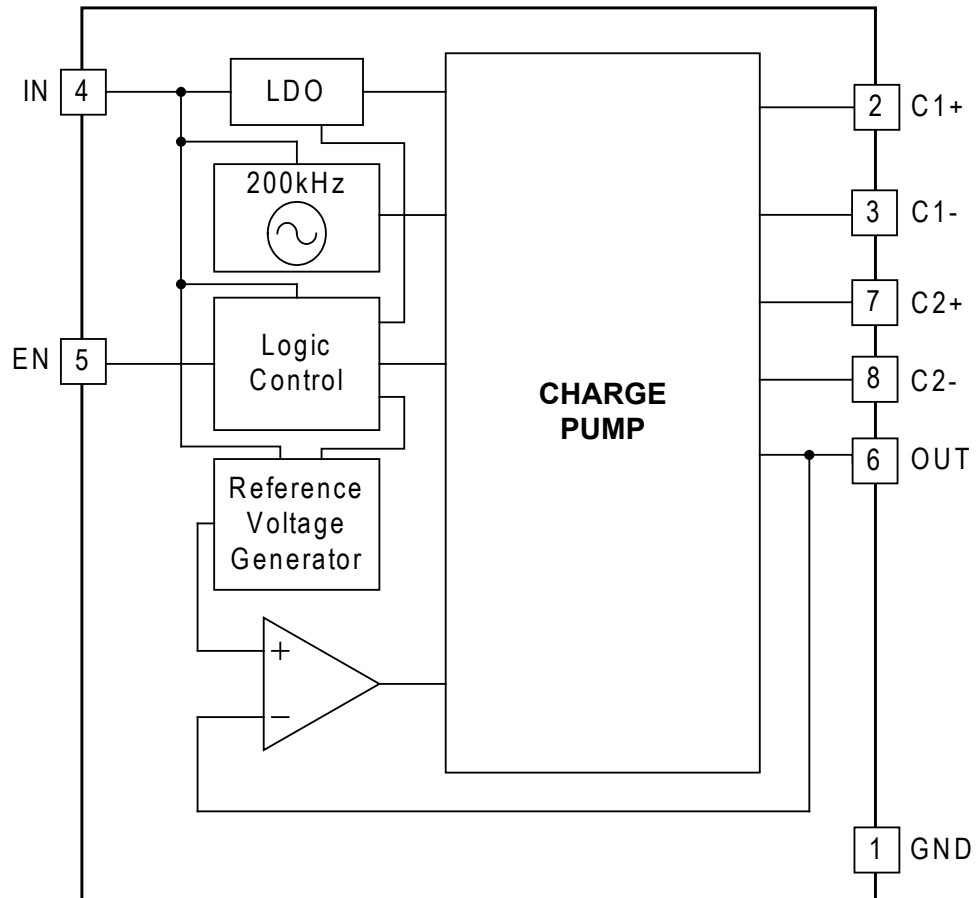 IN
4
LDO
2
C1+
200kHz
3
C1-
7
C2+
EN
5
Logic
Control
8
C2-
CHARGE
PUMP
6
OUT
Reference
Voltage
Generator
+
−
1
GND